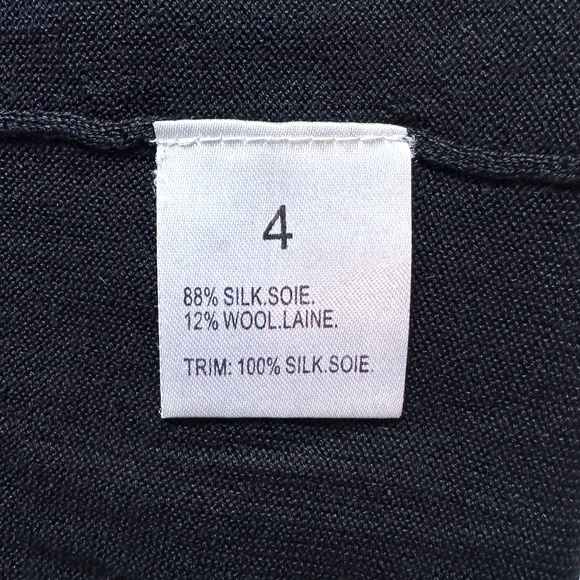 4
88% SILK.SOIE.
12% WOOL.LAINE.
TRIM: 100% SILK.SOIE.